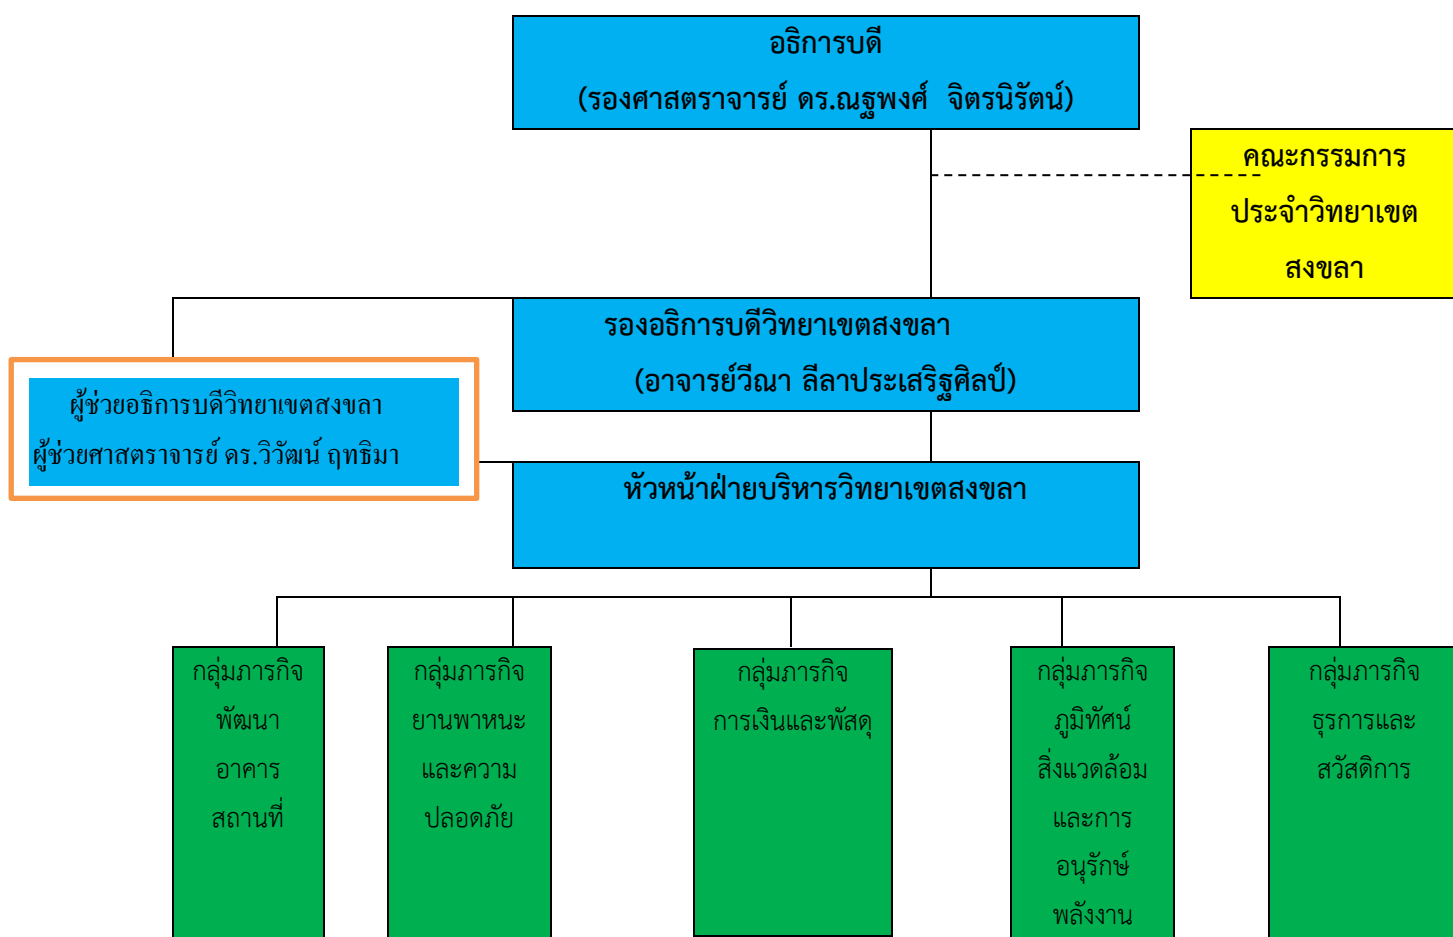 อธิการบดี
(รองศาสตราจารย์ ดร.ณฐพงศ์  จิตรนิรัตน์)
คณะกรรมการ
ประจำวิทยาเขต
สงขลา
รองอธิการบดีวิทยาเขตสงขลา
(อาจารย์วีณา ลีลาประเสริฐศิลป์)
ผู้ช่วยอธิการบดีวิทยาเขตสงขลา
ผู้ช่วยศาสตราจารย์ ดร.วิวัฒน์ ฤทธิมา
หัวหน้าฝ่ายบริหารวิทยาเขตสงขลา
กลุ่มภารกิจ
พัฒนา
อาคาร
สถานที่
กลุ่มภารกิจ
ยานพาหนะ
และความ
ปลอดภัย
กลุ่มภารกิจ
การเงินและพัสดุ
กลุ่มภารกิจ
ภูมิทัศน์
สิ่งแวดล้อม
และการ
อนุรักษ์
พลังงาน
กลุ่มภารกิจ
ธุรการและ
สวัสดิการ